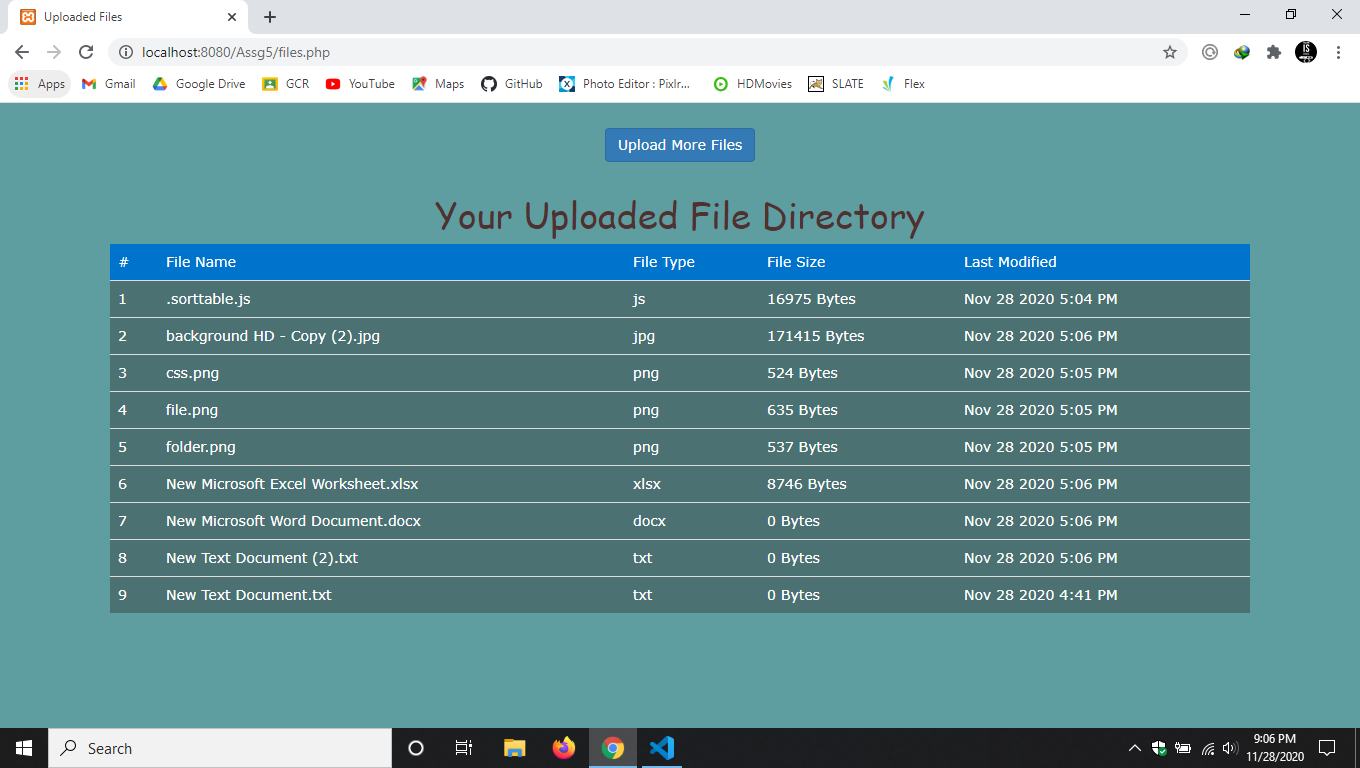 Uploaded Files
localhost:8080/Assg5/files.php
Apps Gmail Google Drive GCR YouTube Maps GitHub Photo Editor : Pixlr... HDMovies SLATE Flex
Upload More Files
Your Uploaded File Directory
# File Name File Type File Size Last Modified
1 .sorttable.js js 16975 Bytes Nov 28 2020 5:04 PM
2 background HD - Copy (2).jpg jpg 171415 Bytes Nov 28 2020 5:06 PM
3 css.png png 524 Bytes Nov 28 2020 5:05 PM
4 file.png png 635 Bytes Nov 28 2020 5:05 PM
5 folder.png png 537 Bytes Nov 28 2020 5:05 PM
6 New Microsoft Excel Worksheet.xlsx xlsx 8746 Bytes Nov 28 2020 5:06 PM
7 New Microsoft Word Document.docx docx 0 Bytes Nov 28 2020 5:06 PM
8 New Text Document (2).txt txt 0 Bytes Nov 28 2020 5:06 PM
9 New Text Document.txt txt 0 Bytes Nov 28 2020 4:41 PM
Search
9:06 PM
11/28/2020